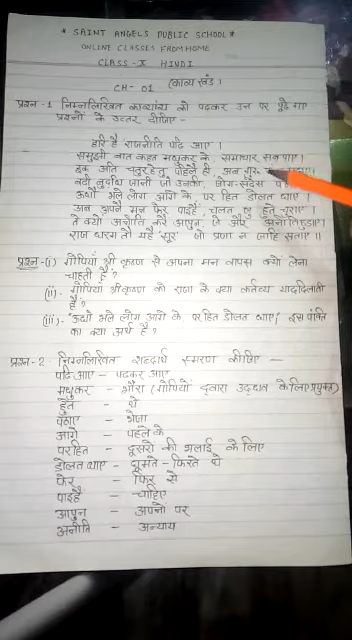 * SAINT ANGELS PUBLIC SCHOOL *
ONLINE CLASSES FROM HOME
CLASS - X HINDI
CH- 01 (काव्य खंड)
प्रश्न-1 निम्नलिखित काव्यांश को पढ़कर उन पर पूछे गए
प्रश्नों के उत्तर दीजिए -
हरि हैं राजनीति पढ़ि आए।
समुझी बात कहत मधुकर के, समाचार सब पाए।
इक अति चतुर हुते पहिलैं ही, अब गुरु
बढ़ी बुद्धि जानी जो उनकी, जोग-सँदेस
ऊधौ भले लोग आगे के पर हित डोलत धाए।
अब अपनै मन फेर पाइहैं, चलत जु हुते चुराए।
ते क्यौं अनीति करैं आपुन, जे और अनीति छुड़ाए।
राज धरम तौ यहै 'सूर', जो प्रजा न जाहिं सताए॥
प्रश्न-(i) गोपियाँ श्री कृष्ण से अपना मन वापस क्यों लेना
चाहती हैं?
(ii). गोपियाँ श्रीकृष्ण को राजा के क्या कर्तव्य याद दिलाती
हैं?
(iii). 'ऊधौ भले लोग आगे के परहित डोलत धाए', इस पंक्ति
का क्या अर्थ है?
प्रश्न-2 निम्नलिखित शब्दार्थ स्मरण कीजिए -
पढ़ि आए - पढ़कर आए
मधुकर - भौंरा (गोपियों द्वारा उद्धव के लिए प्रयुक्त)
हुते - थे
पठाए - भेजा
आगे - पहले के
परहित - दूसरों की भलाई के लिए
डोलत धाए - घूमते-फिरते थे
फेर - फिर से
पाइहैं - चाहिए
आपुन - अपनों पर
अनीति - अन्याय